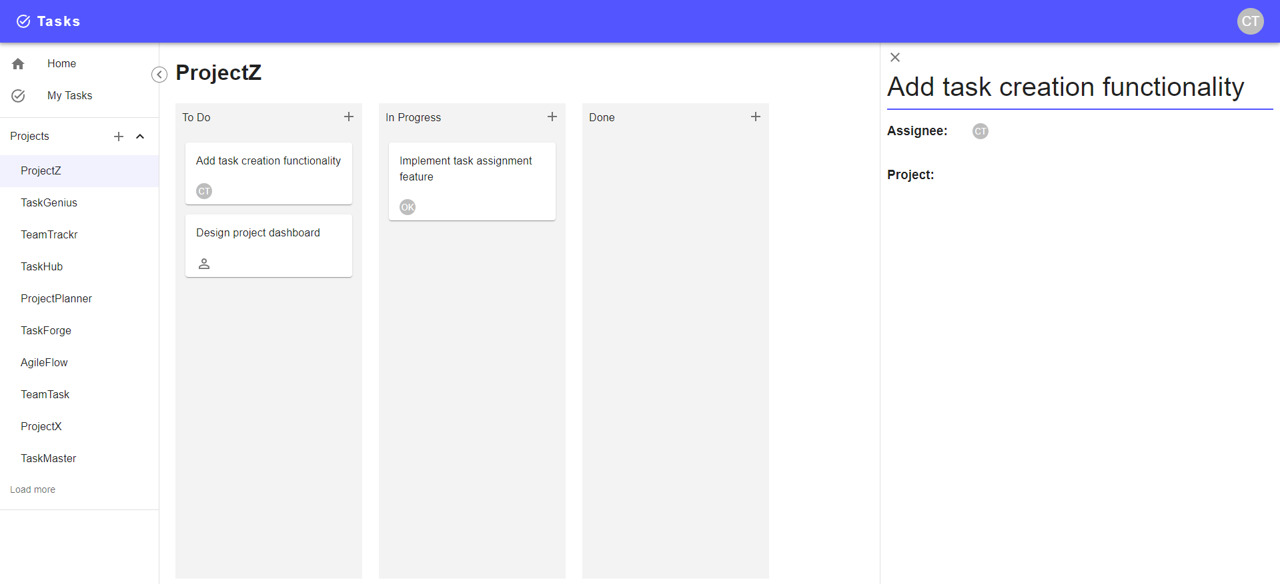 Tasks
CT
Home
My Tasks
Projects
ProjectZ
TaskGenius
TeamTrackr
TaskHub
ProjectPlanner
TaskForge
AgileFlow
TeamTask
ProjectX
TaskMaster
Load more
ProjectZ
To Do
Add task creation functionality
CT
Design project dashboard
In Progress
Implement task assignment
feature
OK
Done
Add task creation functionality
Assignee: CT
Project: